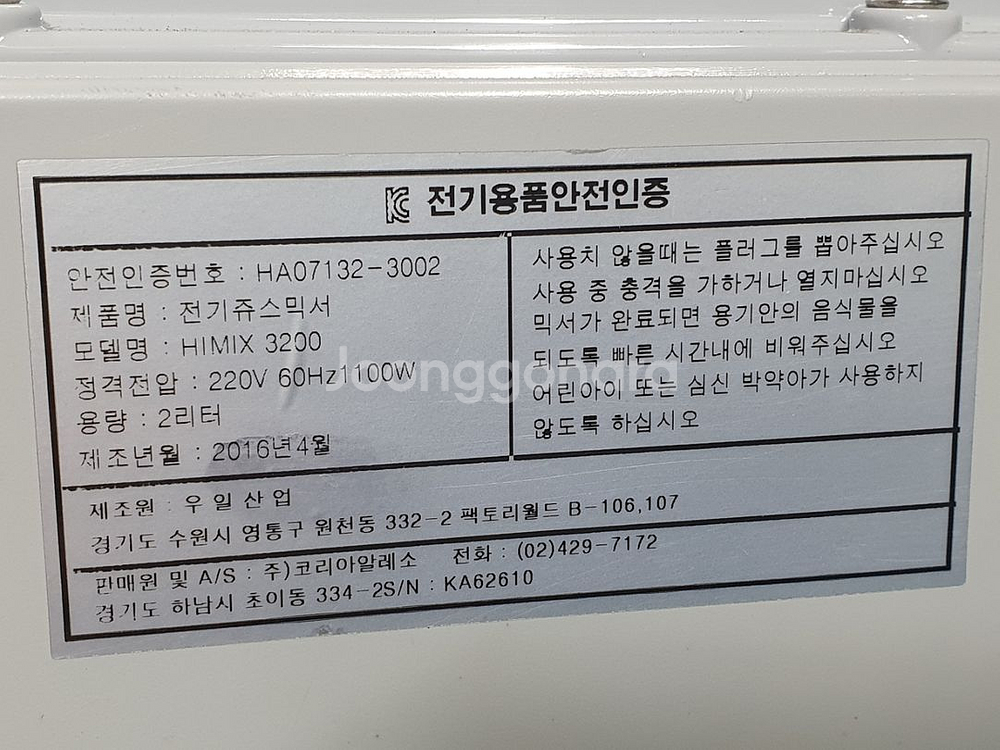 KC 전기용품안전인증
안전인증번호 : HA07132-3002
제품명 : 전기쥬스믹서
모델명 : HIMIX 3200
정격전압 : 220V 60Hz1100W
용량 : 2리터
제조년월 : 2016년4월
사용치 않을때는 플러그를 뽑아주십시오
사용 중 충격을 가하거나 열지마십시오
믹서가 완료되면 용기안의 음식물을
되도록 빠른 시간내에 비워주십시오
어린아이 또는 심신 박약아가 사용하지
않도록 하십시오
제조원 : 우일산업
경기도 수원시 영통구 원천동 332-2 팩토리월드 B-106,107
판매원 및 A/S : 주)코리아알레소 전화 : (02)429-7172
경기도 하남시 초이동 334-2S/N : KA62610
Joonggonara